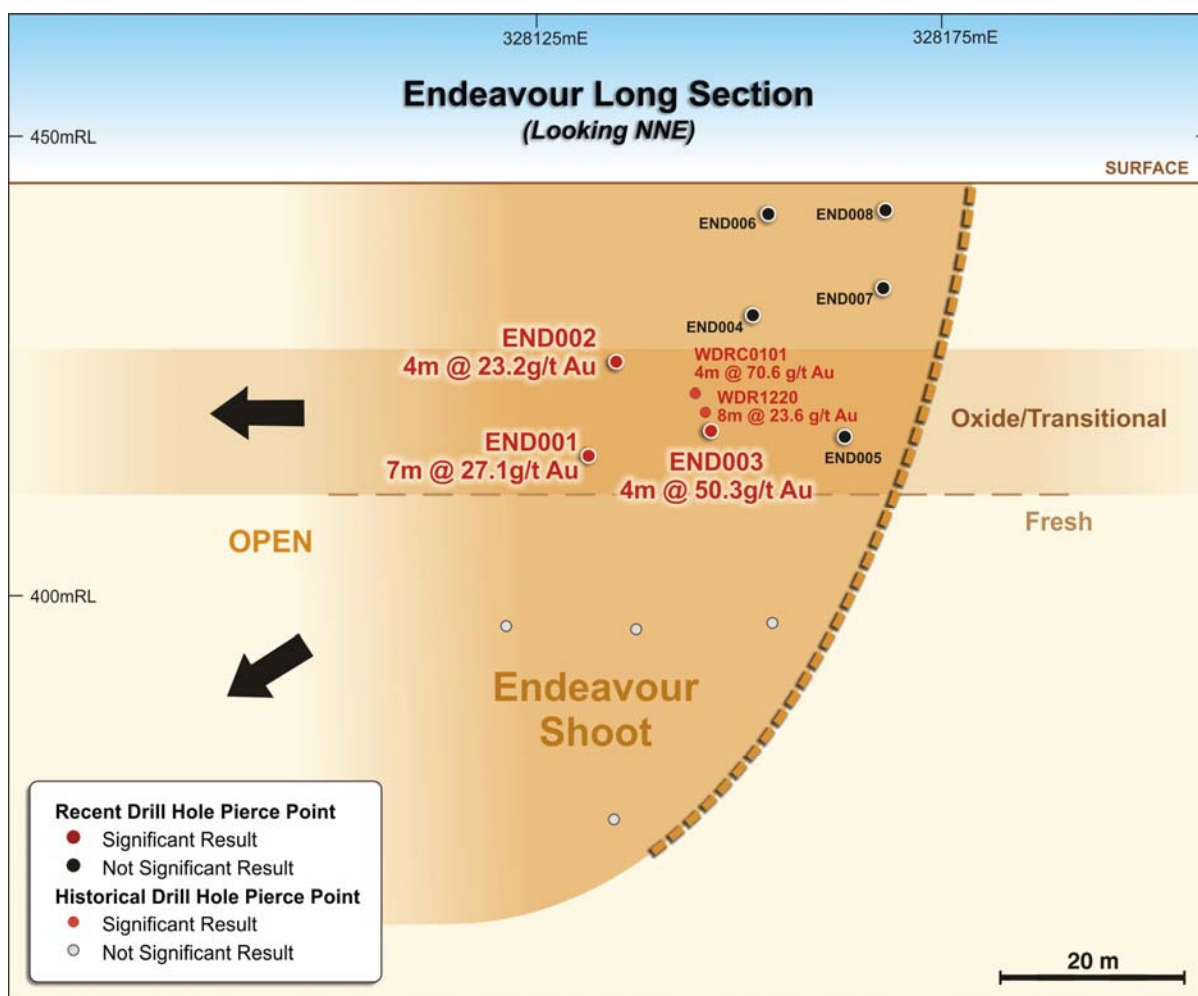 328125mE
328175mE
Endeavour Long Section
(Looking NNE)
450mRL
SURFACE
END006
END008
END007
END004
END002
4m @ 23.2g/t Au
WDRC0101
4m @ 70.6 g/t Au
WDR1220
8m @ 23.6 g/t Au
Oxide/Transitional
END001
7m @ 27.1g/t Au
END003
4m @ 50.3g/t Au
END005
OPEN
Fresh
400mRL
Endeavour
Shoot
Recent Drill Hole Pierce Point
Significant Result
Not Significant Result
Historical Drill Hole Pierce Point
Significant Result
Not Significant Result
20 m